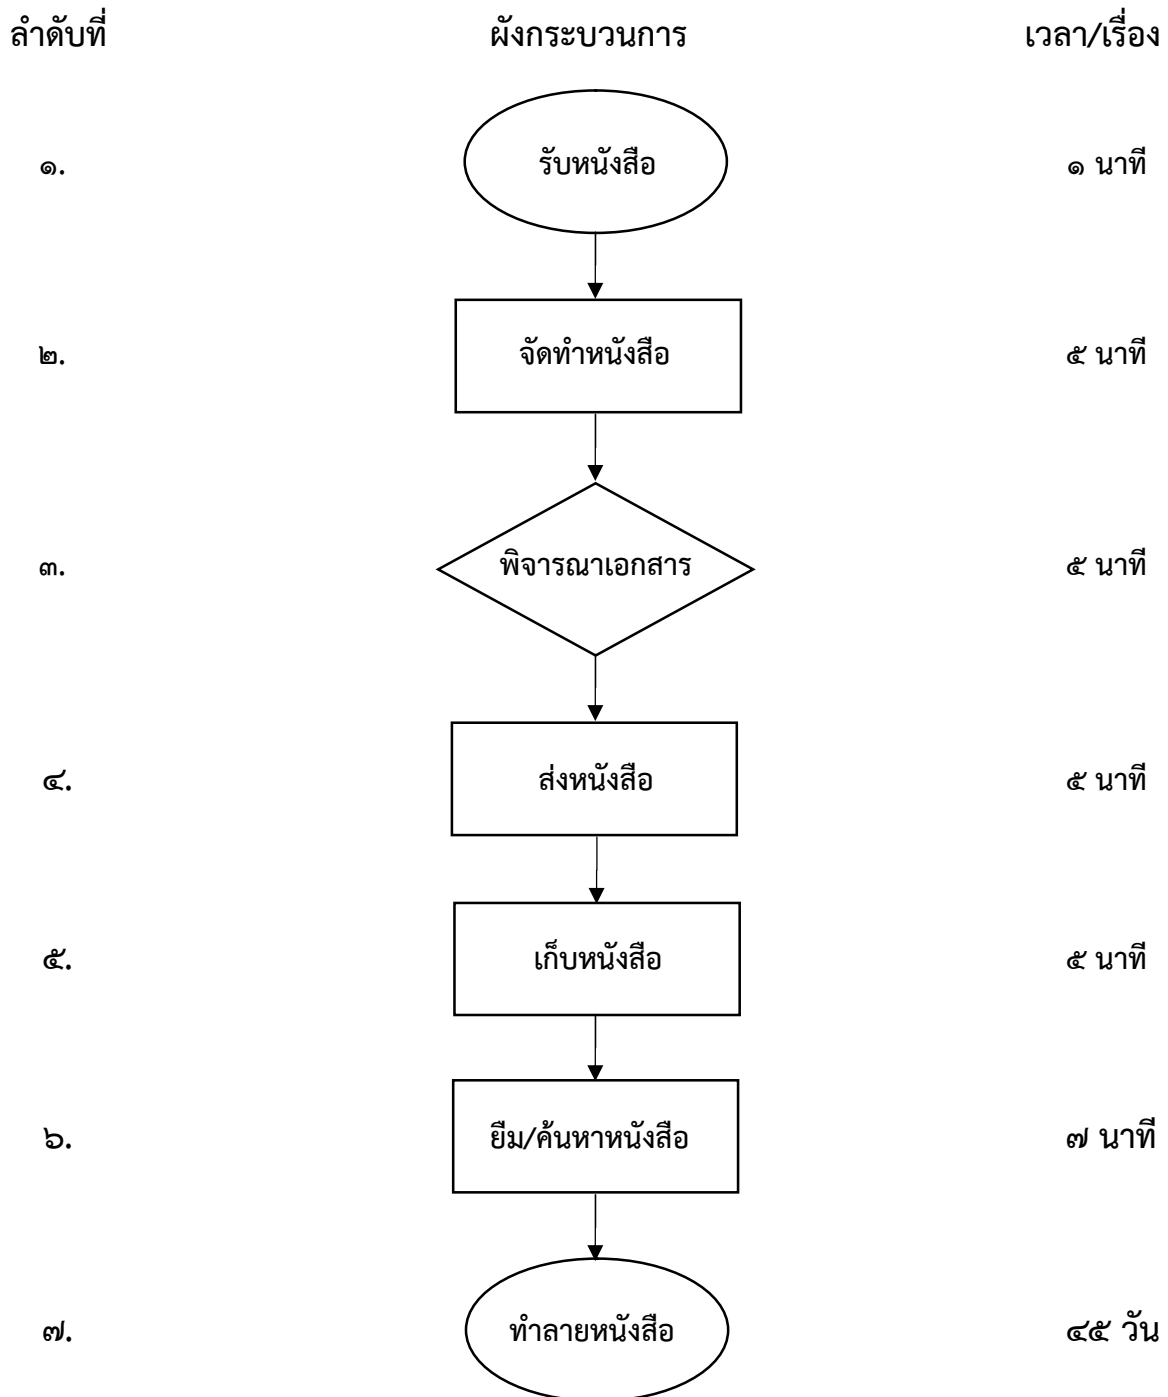 ลำดับที่ ผังกระบวนการ เวลา/เรื่อง
๑. รับหนังสือ ๑ นาที
๒. จัดทำหนังสือ ๕ นาที
๓. พิจารณาเอกสาร ๕ นาที
๔. ส่งหนังสือ ๕ นาที
๕. เก็บหนังสือ ๕ นาที
๖. ยืม/ค้นหาหนังสือ ๗ นาที
๗. ทำลายหนังสือ ๔๕ วัน